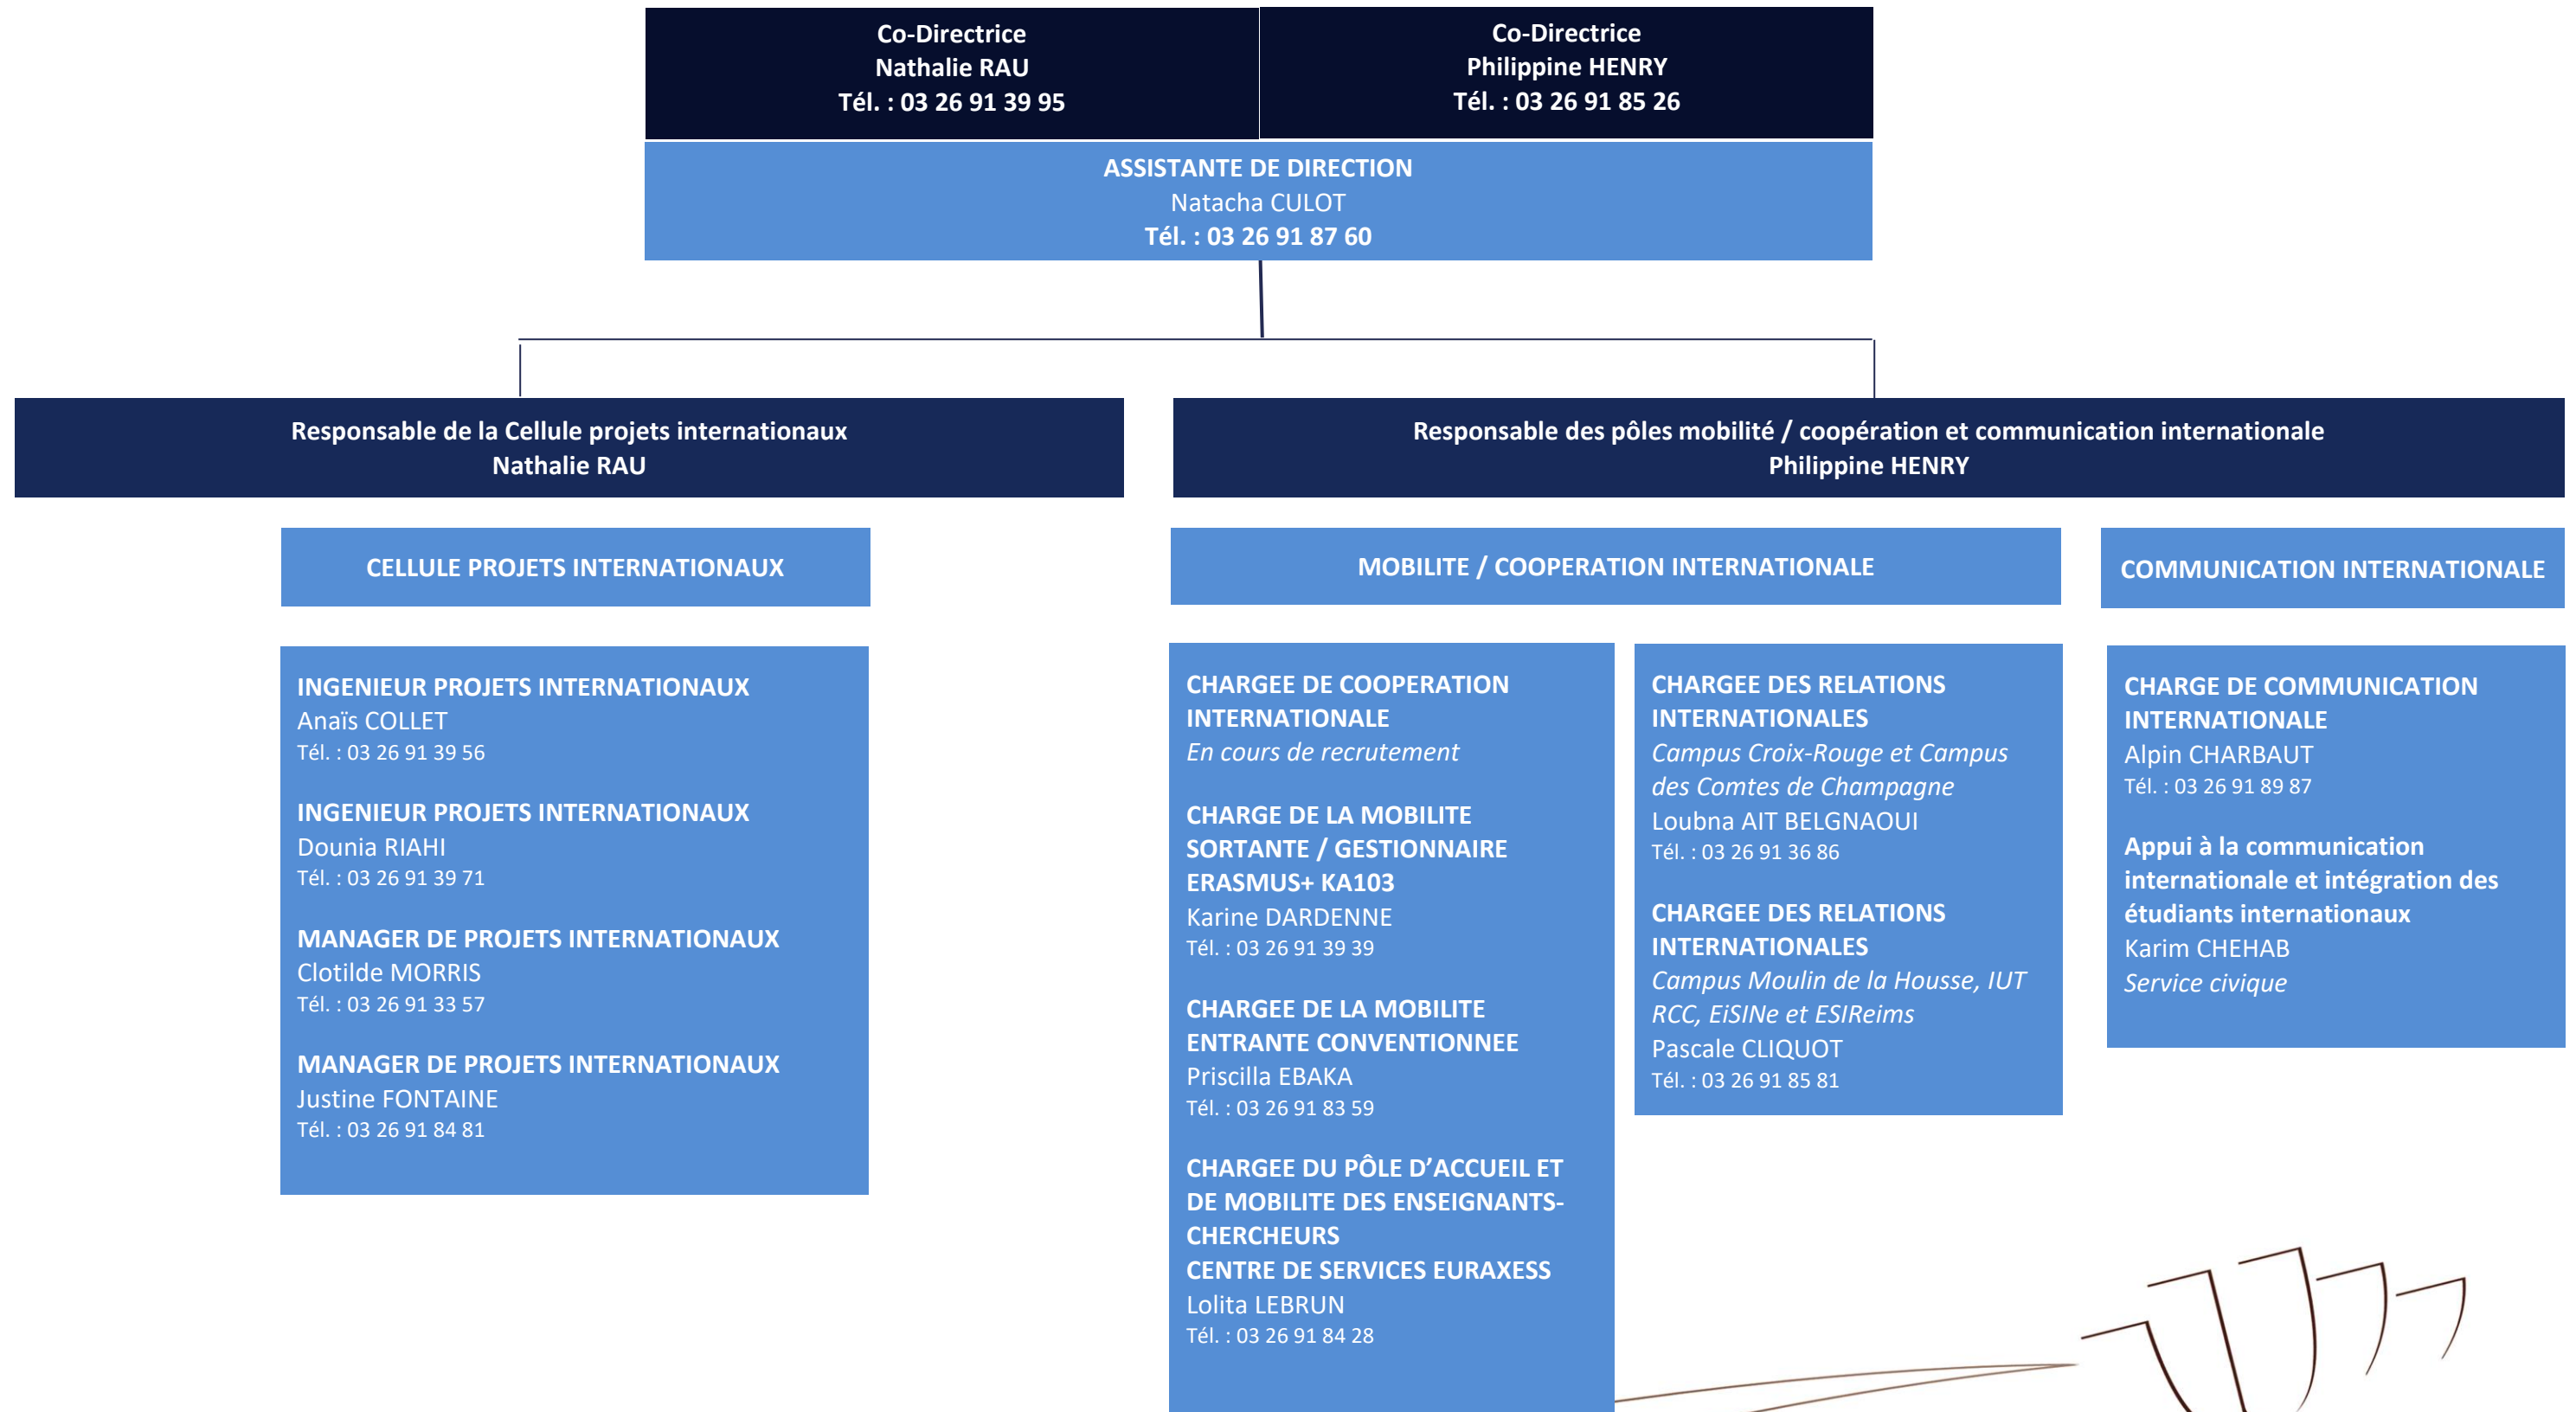 Co-Directrice
Nathalie RAU
Tél. : 03 26 91 39 95
Co-Directrice
Philippine HENRY
Tél. : 03 26 91 85 26
ASSISTANTE DE DIRECTION
Natacha CULOT
Tél. : 03 26 91 87 60
Responsable de la Cellule projets internationaux
Nathalie RAU
Responsable des pôles mobilité / coopération et communication internationale
Philippine HENRY
CELLULE PROJETS INTERNATIONAUX
MOBILITE / COOPERATION INTERNATIONALE
COMMUNICATION INTERNATIONALE
INGENIEUR PROJETS INTERNATIONAUX
Anaïs COLLET
Tél. : 03 26 91 39 56
INGENIEUR PROJETS INTERNATIONAUX
Dounia RIAHI
Tél. : 03 26 91 39 71
MANAGER DE PROJETS INTERNATIONAUX
Clotilde MORRIS
Tél. : 03 26 91 33 57
MANAGER DE PROJETS INTERNATIONAUX
Justine FONTAINE
Tél. : 03 26 91 84 81
CHARGEE DE COOPERATION
INTERNATIONALE
En cours de recrutement
CHARGE DE LA MOBILITE
SORTANTE / GESTIONNAIRE
ERASMUS+ KA103
Karine DARDENNE
Tél. : 03 26 91 39 39
CHARGEE DE LA MOBILITE
ENTRANTE CONVENTIONNEE
Priscilla EBAKA
Tél. : 03 26 91 83 59
CHARGEE DU PÔLE D’ACCUEIL ET
DE MOBILITE DES ENSEIGNANTS-
CHERCHEURS
CENTRE DE SERVICES EURAXESS
Lolita LEBRUN
Tél. : 03 26 91 84 28
CHARGEE DES RELATIONS
INTERNATIONALES
Campus Croix-Rouge et Campus
des Comtes de Champagne
Loubna AIT BELGNAOUI
Tél. : 03 26 91 36 86
CHARGEE DES RELATIONS
INTERNATIONALES
Campus Moulin de la Housse, IUT
RCC, EiSINe et ESIReims
Pascale CLIQUOT
Tél. : 03 26 91 85 81
CHARGE DE COMMUNICATION
INTERNATIONALE
Alpin CHARBAUT
Tél. : 03 26 91 89 87
Appui à la communication
internationale et intégration des
étudiants internationaux
Karim CHEHAB
Service civique